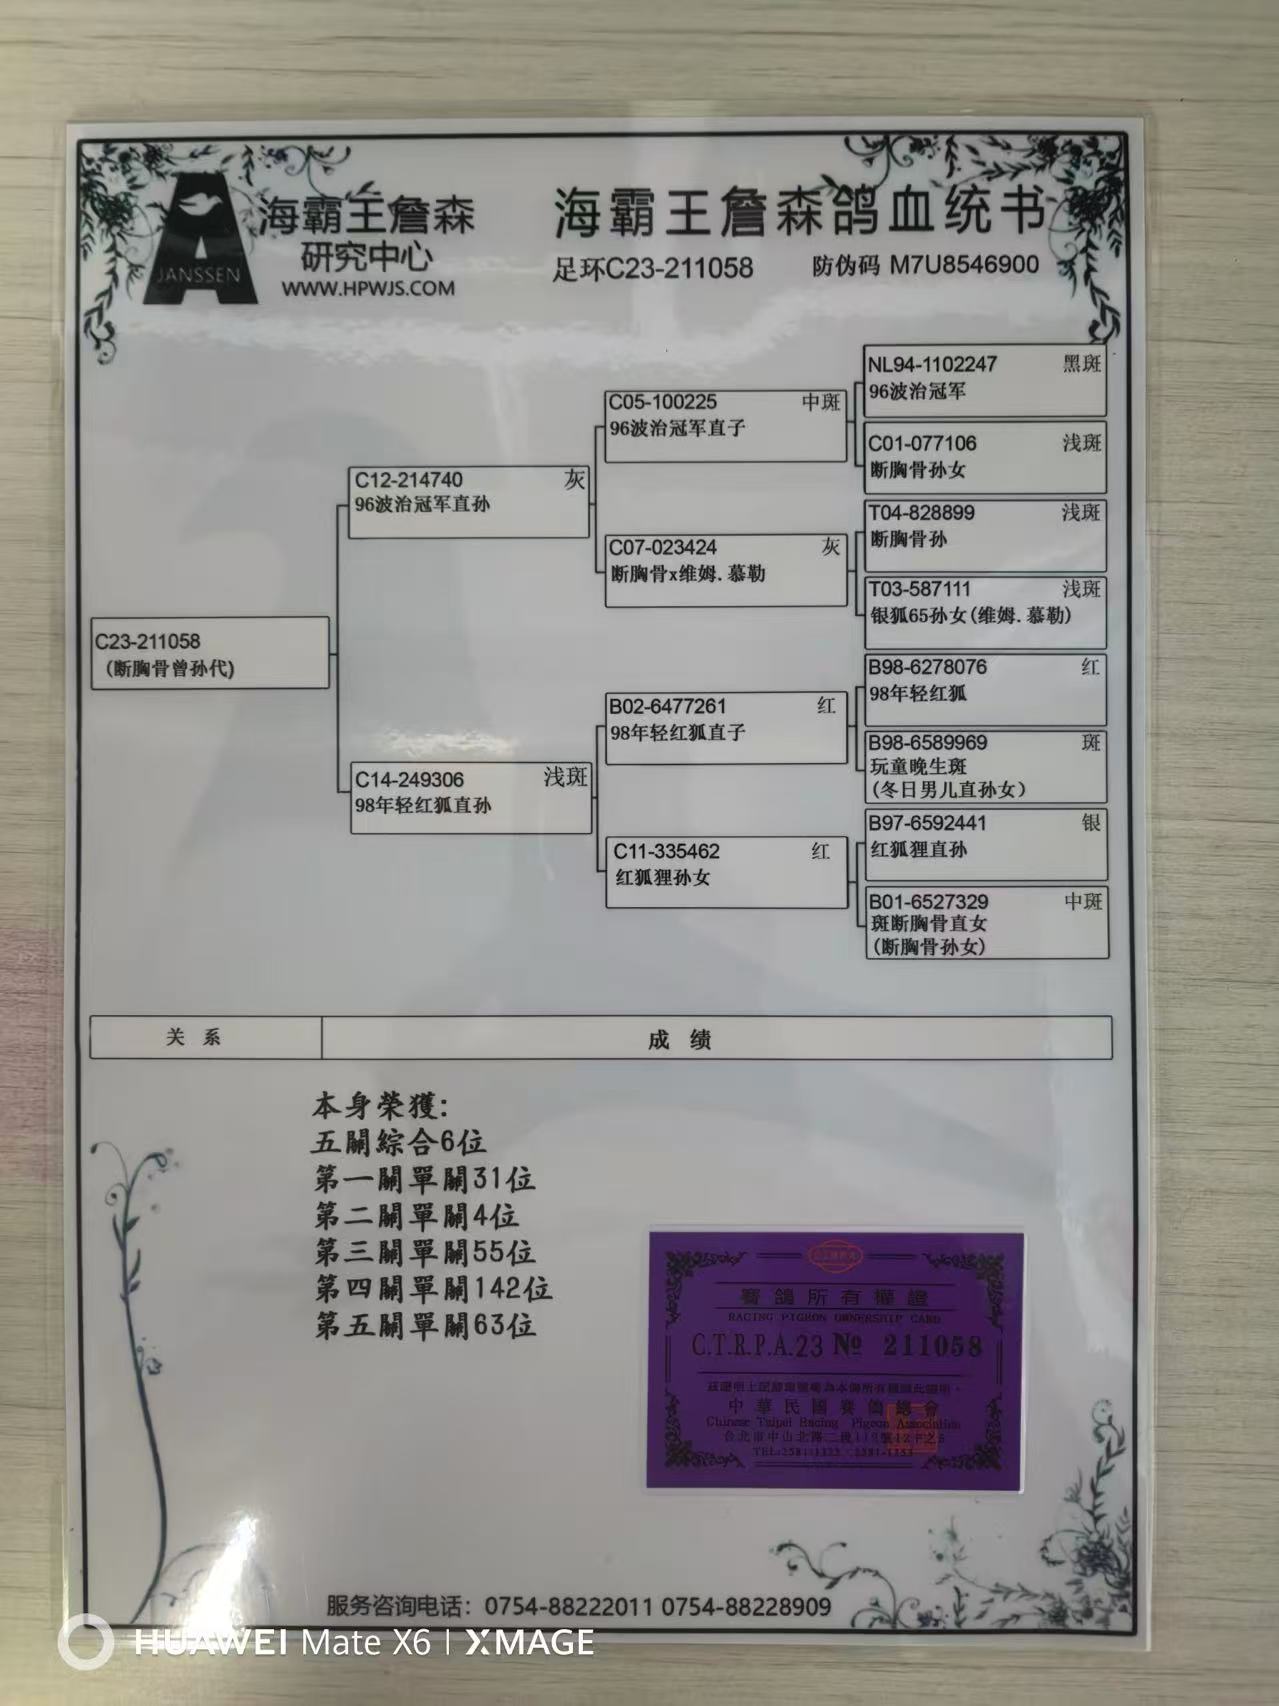 海霸王詹森
研究中心
JANSSEN
WWW.HPWJS.COM
海霸王詹森鸽血统书
足环C23-211058 防伪码 M7U8546900
C23-211058
(断胸骨曾孙代)
C12-214740 灰
96波治冠军直孙
C14-249306 浅斑
98年轻红狐直孙
C05-100225 中斑
96波治冠军直子
C07-023424 灰
断胸骨x维姆.慕勒
B02-6477261 红
98年轻红狐直子
C11-335462 红
红狐狸孙女
NL94-1102247 黑斑
96波治冠军
C01-077106 浅斑
断胸骨孙女
T04-828899 浅斑
断胸骨孙
T03-587111 浅斑
银狐65孙女(维姆.慕勒)
B98-6278076 红
98年轻红狐
B98-6589969 斑
玩童晚生斑
(冬日男儿直孙女)
B97-6592441 银
红狐狸直孙
B01-6527329 中斑
斑断胸骨直女
(断胸骨孙女)
关 系 成 绩
本身榮獲:
五關綜合6位
第一關單關31位
第二關單關4位
第三關單關55位
第四關單關142位
第五關單關63位
賽鴿所有權證
RACING PIGEON OWNERSHIP CARD
C.T.R.P.A.23 № 211058
中華民國賽鴿總會
Chinese Taipei Racing Pigeon Association
服务咨询电话：0754-88222011 0754-88228909
HUAWEI Mate X6 | XMAGE